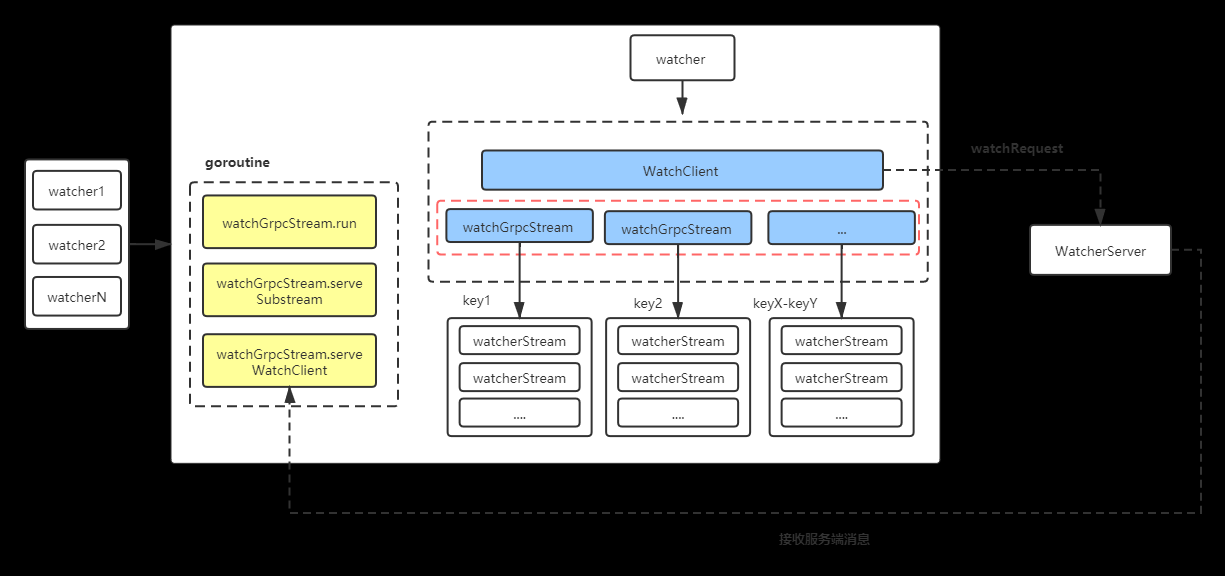 watcher
watchRequest
goroutine
WatchClient
watcher1
watcher2
watcherN
watchGrpcStream.run
watchGrpcStream.serve
Substream
watchGrpcStream.serve
WatchClient
watchGrpcStream
watchGrpcStream
...
WatcherServer
key1
key2
keyX-keyY
watcherStream
watcherStream
....
watcherStream
watcherStream
....
watcherStream
watcherStream
....
接收服务端消息